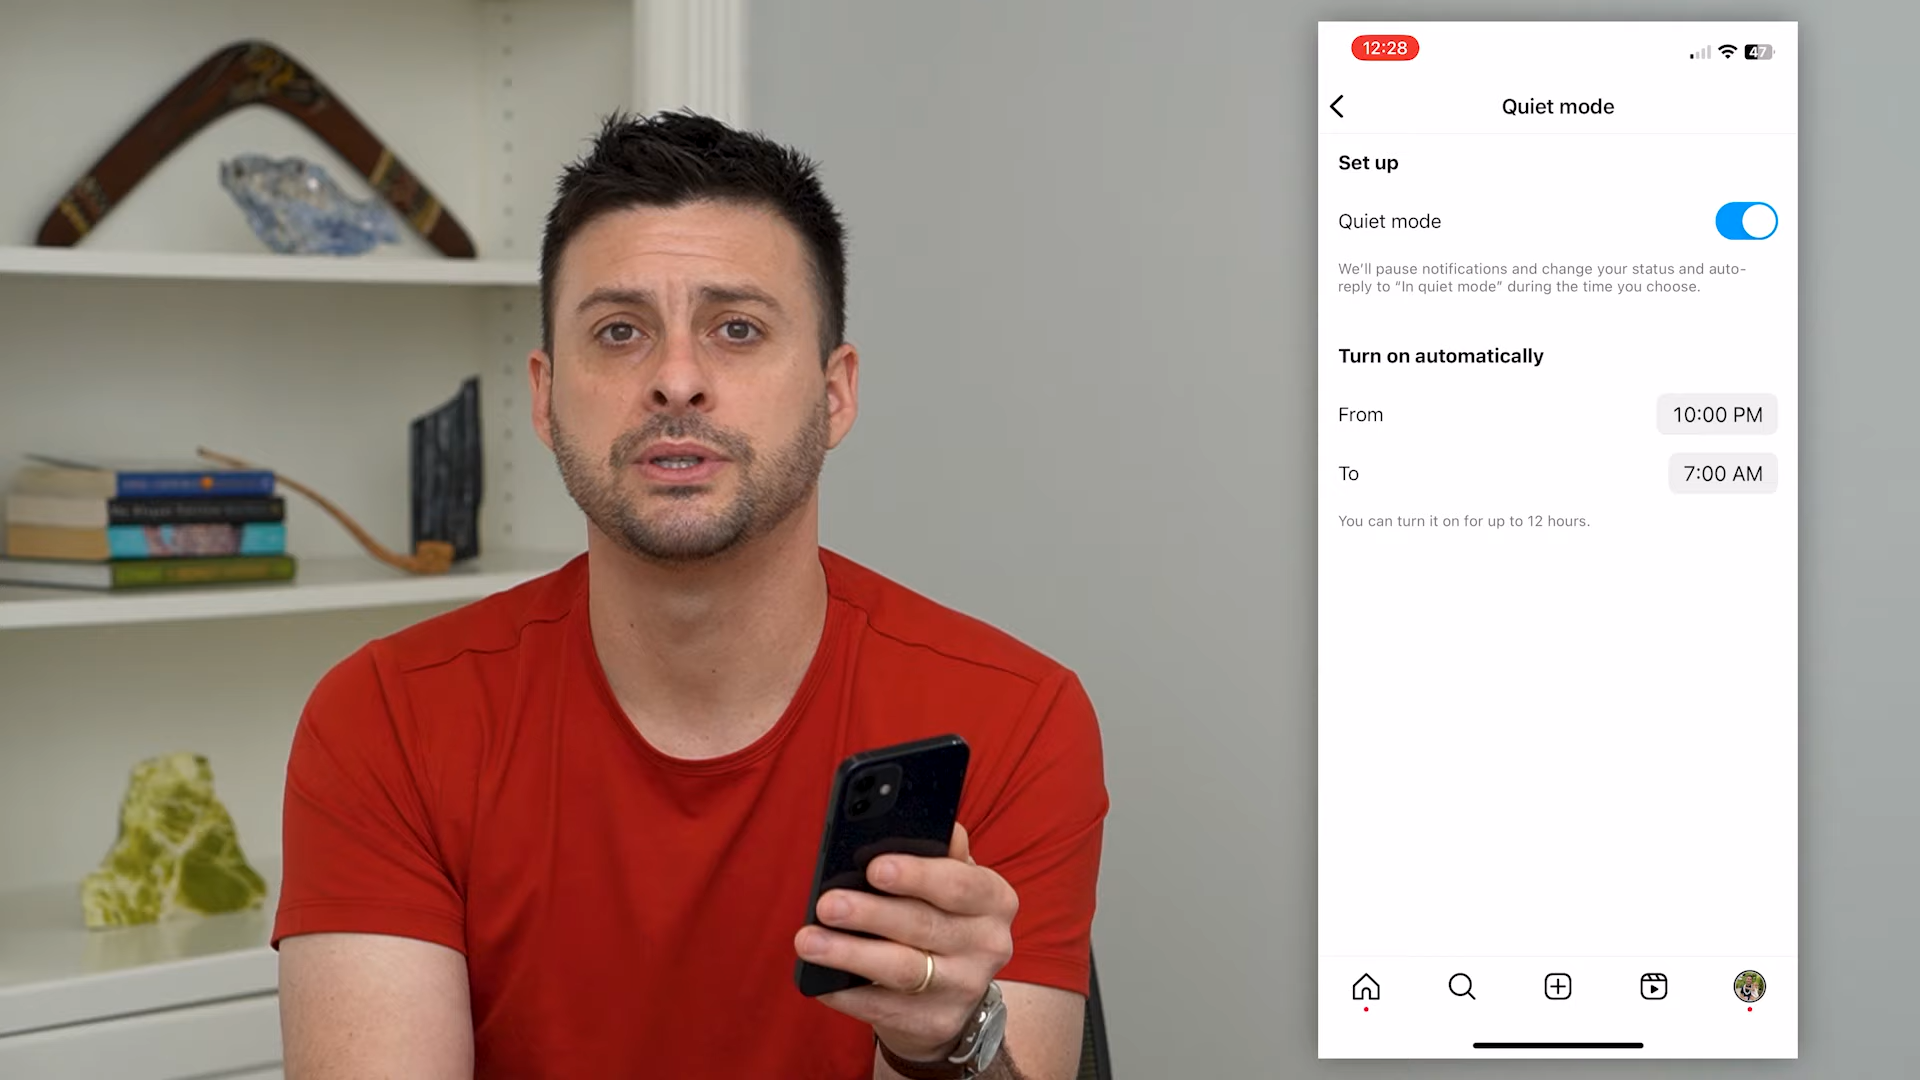 12:28
47
Quiet mode
Set up
Quiet mode
We'll pause notifications and change your status and auto-
reply to “In quiet mode” during the time you choose.
Turn on automatically
From
10:00 PM
To
7:00 AM
You can turn it on for up to 12 hours.